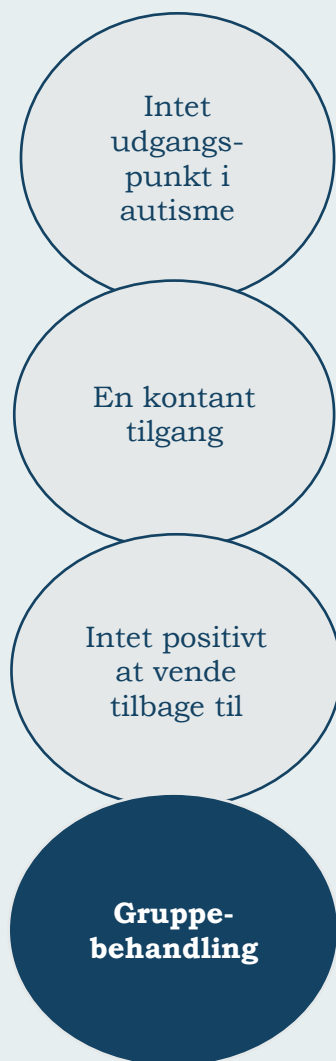 Intet
udgangs-
punkt i
autisme
En kontant
tilgang
Intet positivt
at vende
tilbage til
Gruppe-
behandling